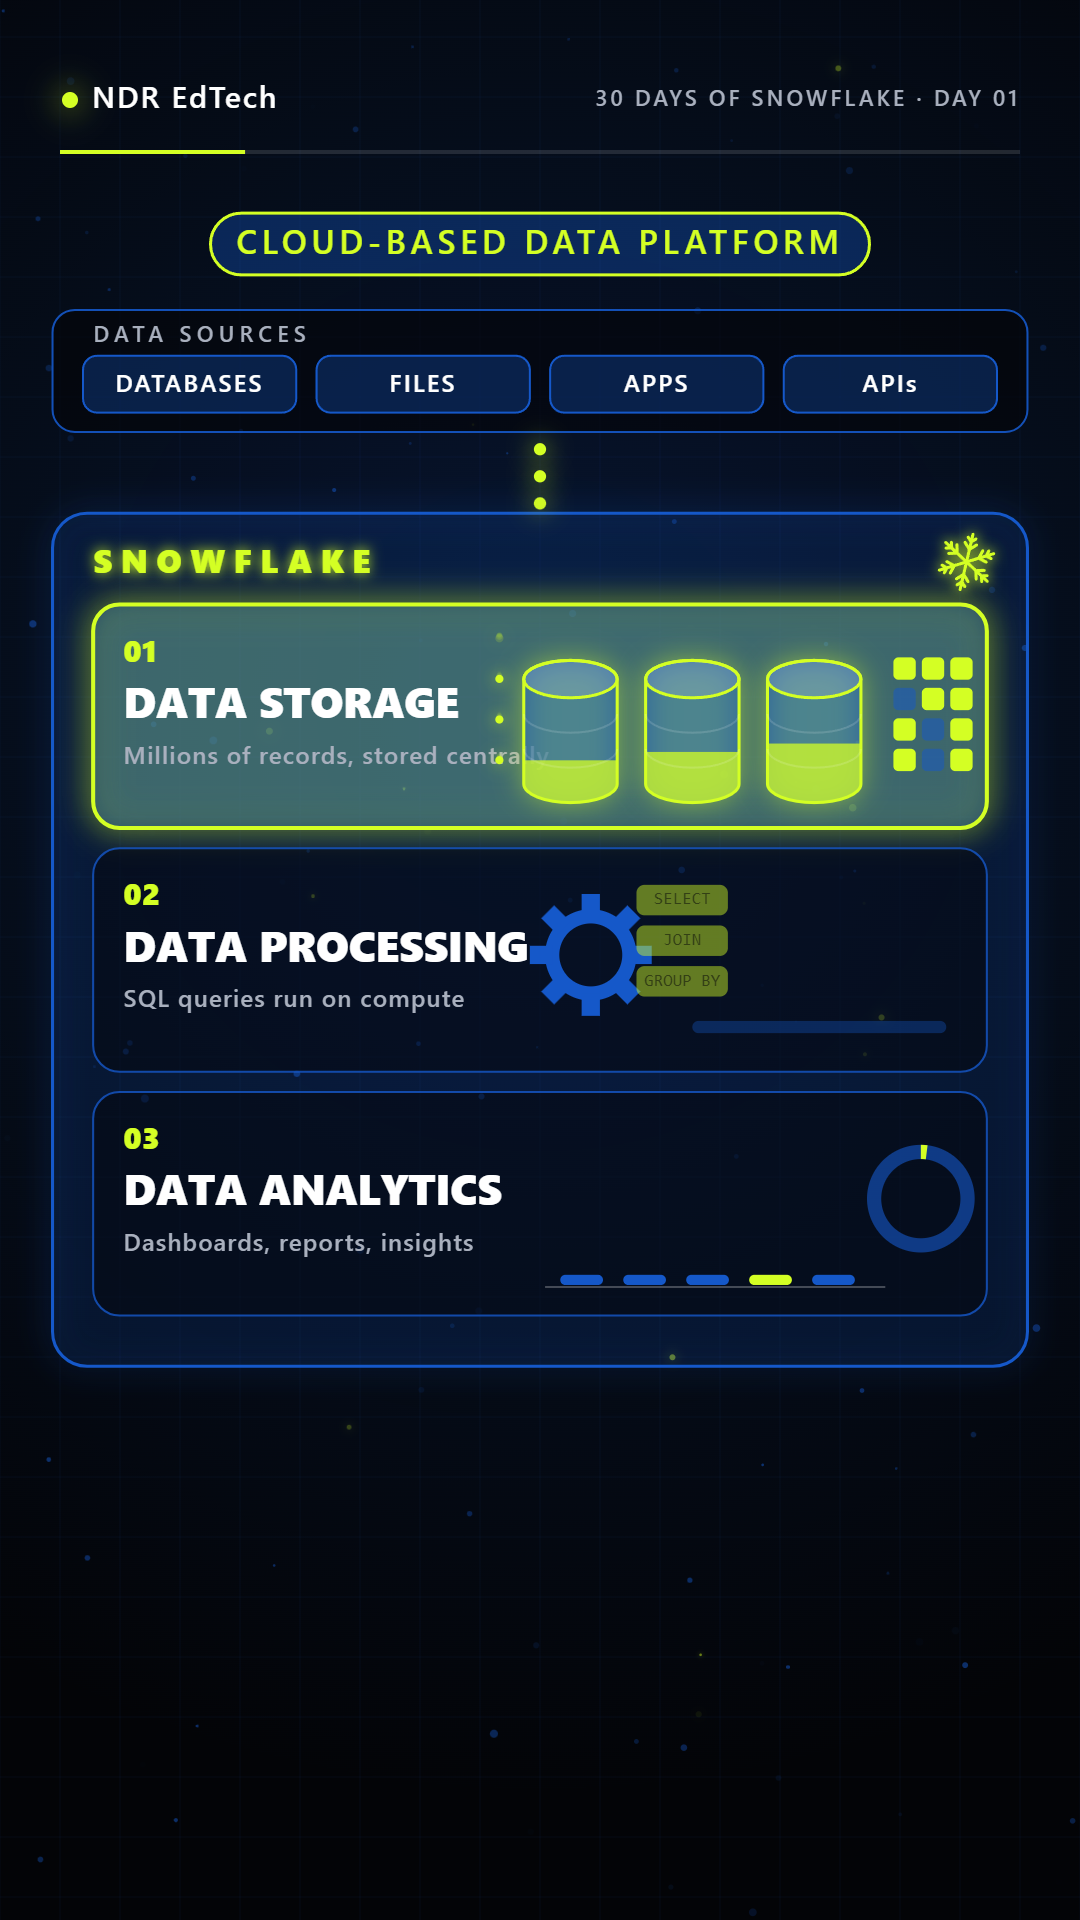 NDR EdTech
30 DAYS OF SNOWFLAKE · DAY 01
CLOUD-BASED DATA PLATFORM
DATA SOURCES
DATABASES
FILES
APPS
APIs
SNOWFLAKE
01
DATA STORAGE
Millions of records, stored centrally
02
DATA PROCESSING
SQL queries run on compute
SELECT
JOIN
GROUP BY
03
DATA ANALYTICS
Dashboards, reports, insights